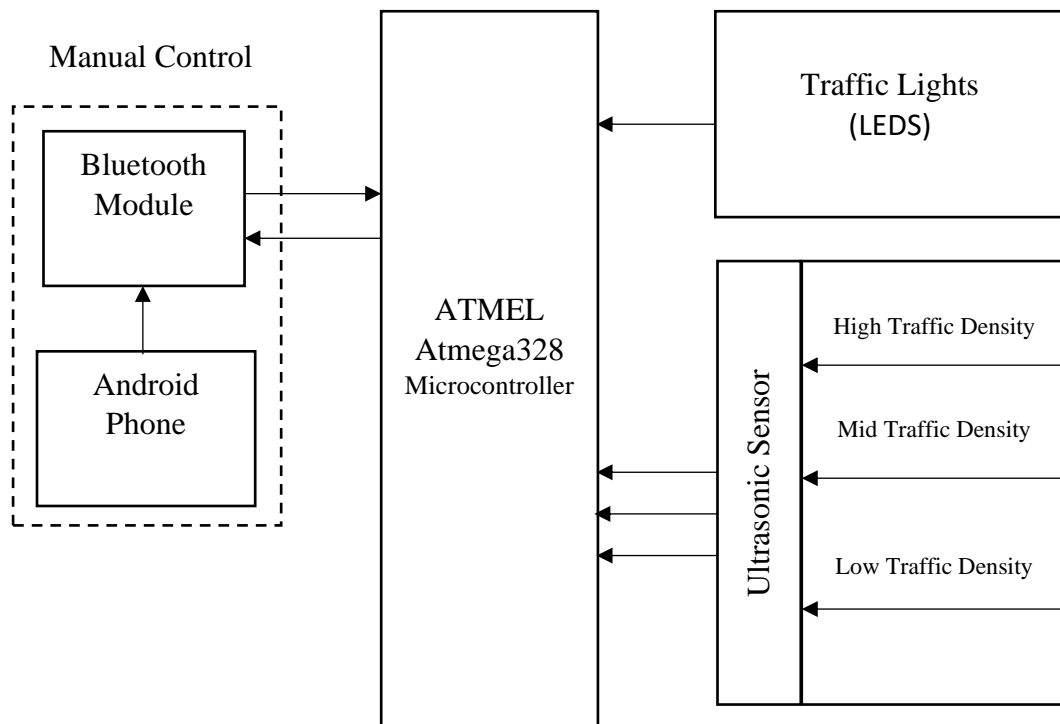 Manual Control
Bluetooth
Module
Android
Phone
ATMEL
Atmega328
Microcontroller
Traffic Lights
(LEDS)
Ultrasonic Sensor
High Traffic Density
Mid Traffic Density
Low Traffic Density